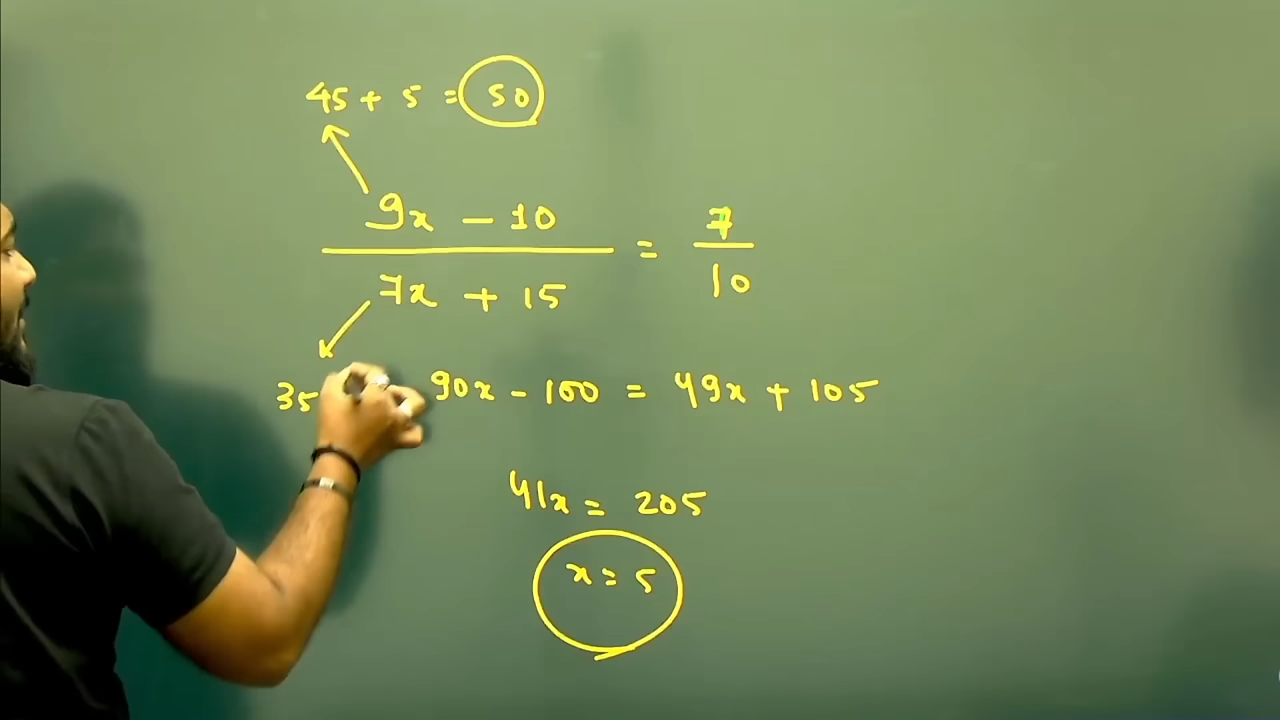 45 + 5 = 50
9x - 10
7x + 15
= 7/10
35
90x - 100 = 49x + 105
41x = 205
x = 5